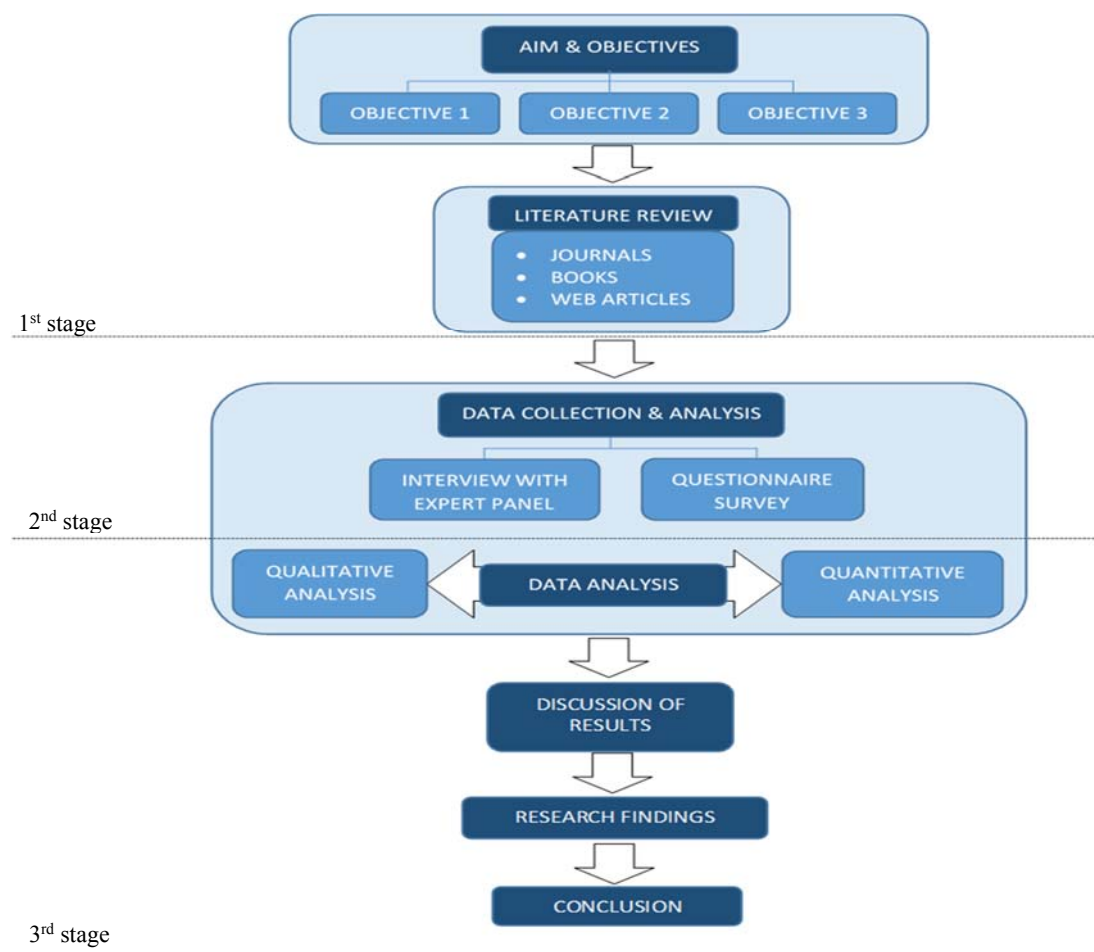 AIM & OBJECTIVES
OBJECTIVE 1
OBJECTIVE 2
OBJECTIVE 3
LITERATURE REVIEW
• JOURNALS
• BOOKS
• WEB ARTICLES
1st stage
DATA COLLECTION & ANALYSIS
INTERVIEW WITH
EXPERT PANEL
QUESTIONNAIRE
SURVEY
2nd stage
QUALITATIVE
ANALYSIS
DATA ANALYSIS
QUANTITATIVE
ANALYSIS
DISCUSSION OF
RESULTS
RESEARCH FINDINGS
CONCLUSION
3rd stage